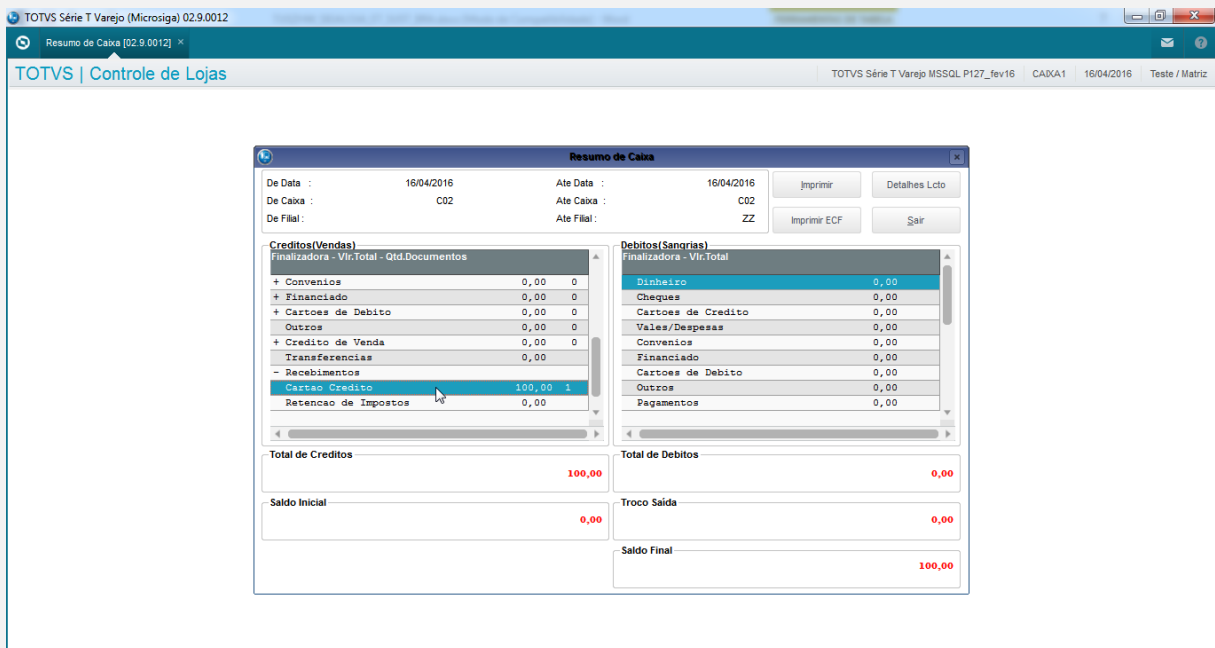 TOTVS Série T Varejo (Microsiga) 02.9.0012
Resumo de Caixa [02.9.0012] ×
TOTVS | Controle de Lojas
TOTVS Série T Varejo MSSQL P127_fev16 CAIXA1 16/04/2016 Teste / Matriz
Resumo de Caixa
De Data : 16/04/2016 Ate Data : 16/04/2016
De Caixa : C02 Ate Caixa : C02
De Filial : Ate Filial : ZZ
Imprimir Detalhes Lcto
Imprimir ECF Sair
Creditos(Vendas)
Finalizadora - Vlr.Total - Qtd.Documentos
+ Convenios 0,00 0
+ Financiado 0,00 0
+ Cartoes de Debito 0,00 0
Outros 0,00 0
+ Credito de Venda 0,00 0
Transferencias 0,00
- Recebimentos
Cartao Credito 100,00 1
Retencao de Impostos 0,00
Debitos(Sangrias)
Finalizadora - Vlr.Total
Dinheiro 0,00
Cheques 0,00
Cartoes de Credito 0,00
Vales/Despesas 0,00
Convenios 0,00
Financiado 0,00
Cartoes de Debito 0,00
Outros 0,00
Pagamentos 0,00
Total de Creditos
100,00
Total de Debitos
0,00
Saldo Inicial
0,00
Troco Saída
0,00
Saldo Final
100,00